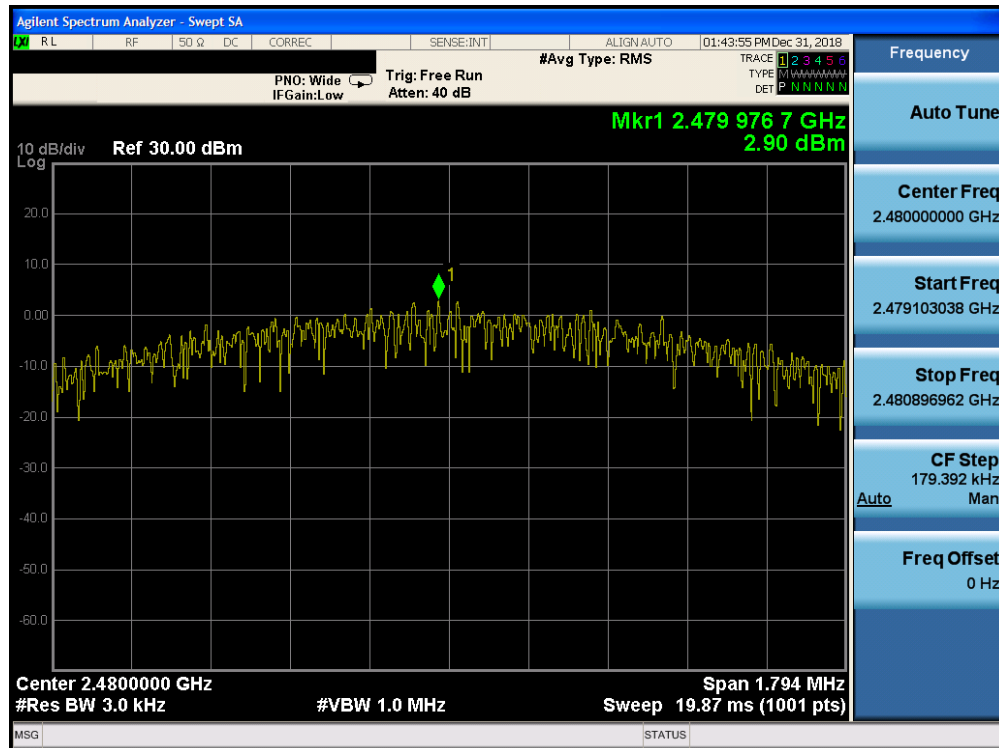 Agilent Spectrum Analyzer - Swept SA
LXI RL RF 50 Ω DC CORREC SENSE:INT ALIGN AUTO 01:43:55 PM Dec 31, 2018
PNO: Wide
IFGain:Low
Trig: Free Run
Atten: 40 dB
#Avg Type: RMS
TRACE 1 2 3 4 5 6
TYPE M
DET P N N N N N
Mkr1 2.479 976 7 GHz
2.90 dBm
10 dB/div
Log
Ref 30.00 dBm
20.0
10.0
0.00
-10.0
-20.0
-30.0
-40.0
-50.0
-60.0
1
Center 2.4800000 GHz
Span 1.794 MHz
#Res BW 3.0 kHz
#VBW 1.0 MHz
Sweep 19.87 ms (1001 pts)
MSG
STATUS
Frequency
Auto Tune
Center Freq
2.480000000 GHz
Start Freq
2.479103038 GHz
Stop Freq
2.480896962 GHz
CF Step
179.392 kHz
Auto Man
Freq Offset
0 Hz